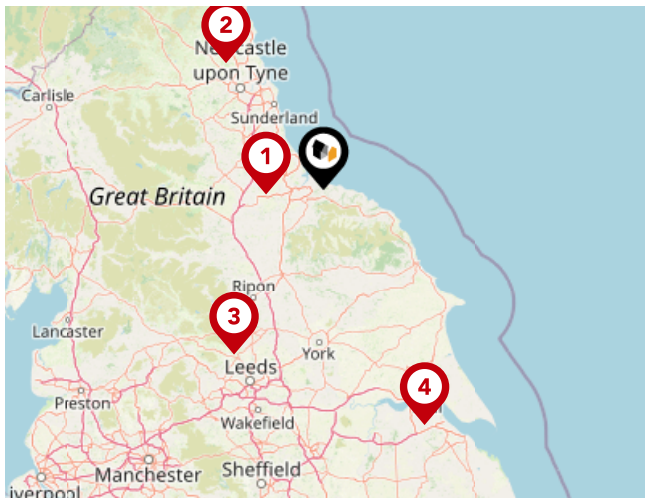 2
Newcastle
upon Tyne
Carlisle
Sunderland
1
Great Britain
Ripon
3
Lancaster
York
Leeds
4
Preston
Wakefield
Manchester
Sheffield
iverpool